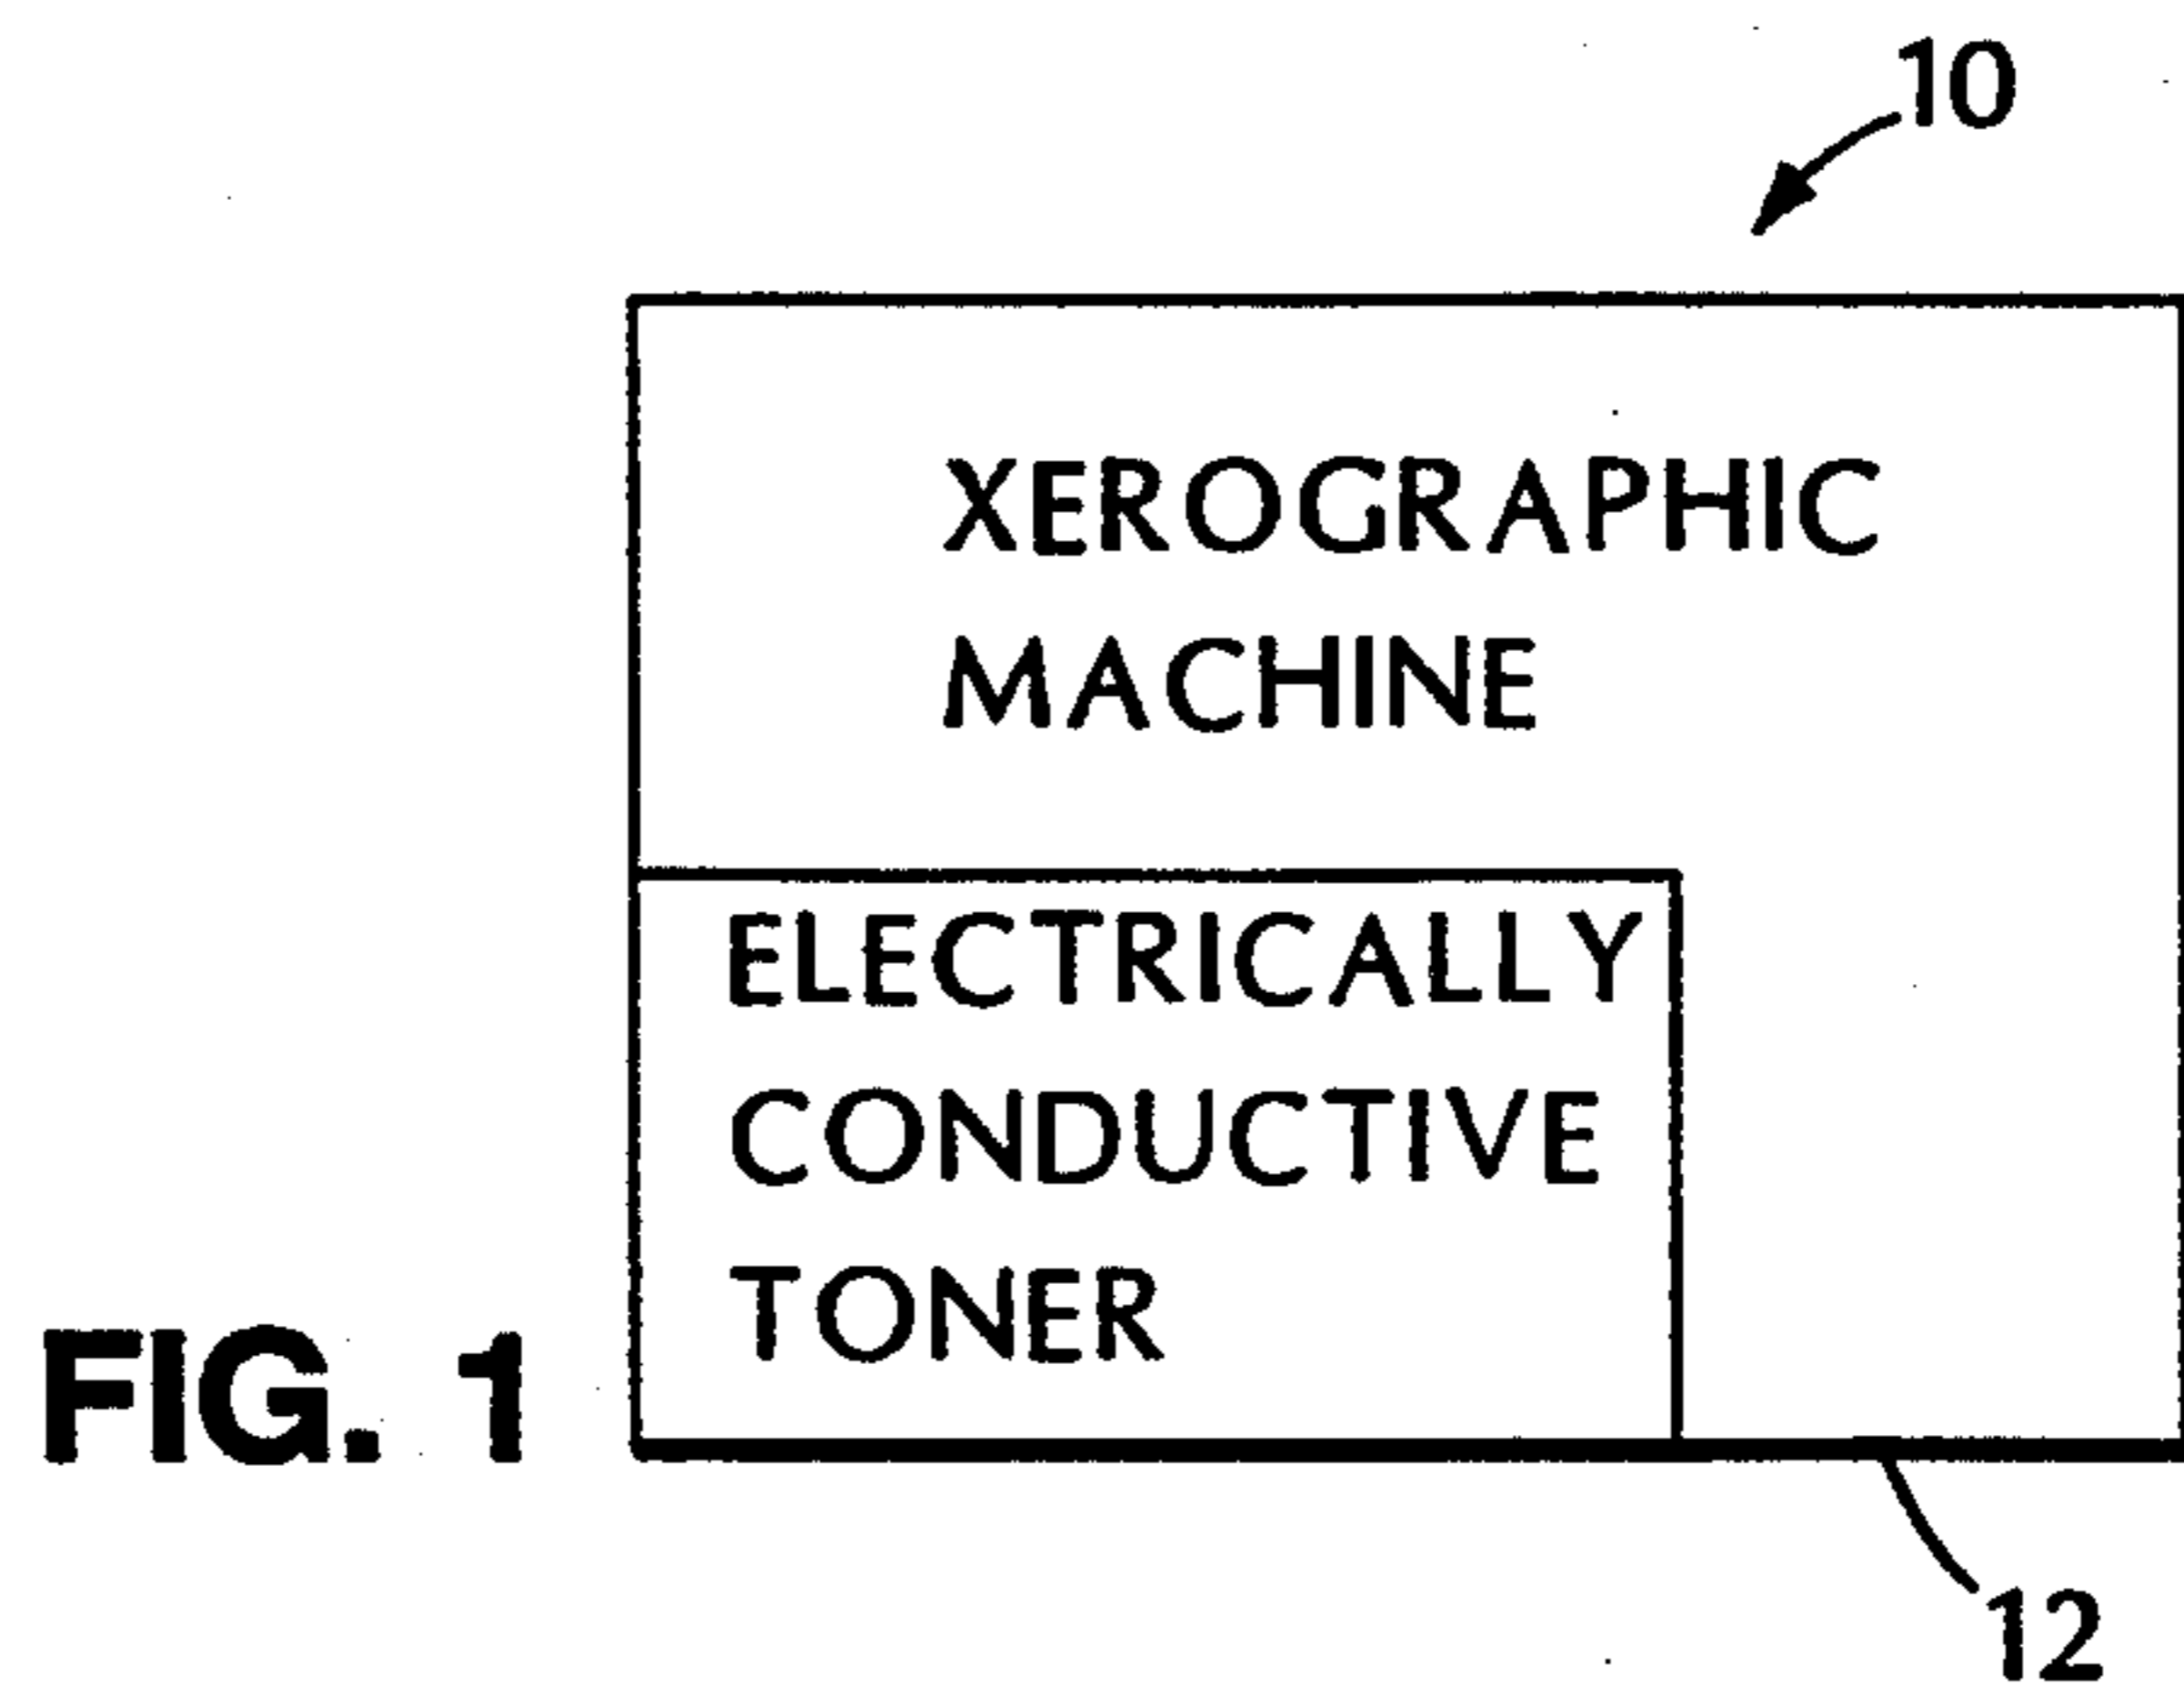 10
XEROGRAPHIC
MACHINE
ELECTRICALLY
CONDUCTIVE
TONER
FIG. 1
12